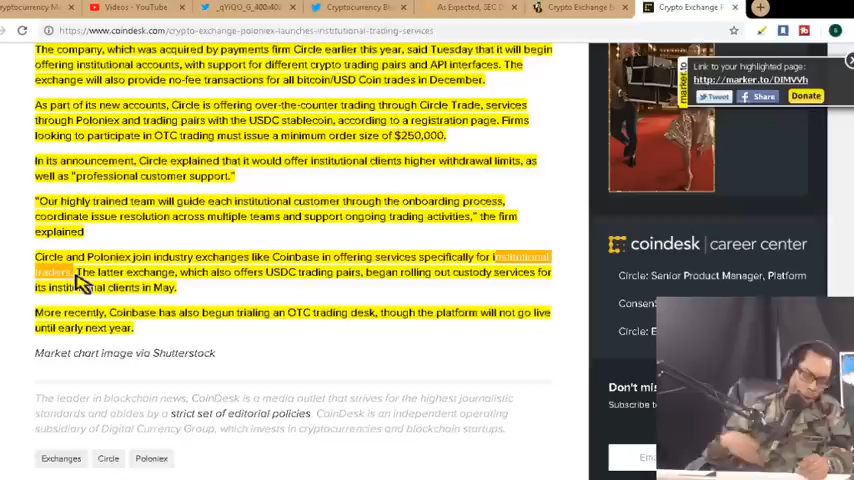 Videos - YouTube
_qYIQO_G_400x40
Cryptocurrency Bl
As Expected, SEC D
Crypto Exchange B
Crypto Exchange P
https://www.coindesk.com/crypto-exchange-poloniex-launches-institutional-trading-services
The company, which was acquired by payments firm Circle earlier this year, said Tuesday that it will begin
offering institutional accounts, with support for different crypto trading pairs and API interfaces. The
exchange will also provide no-fee transactions for all bitcoin/USD Coin trades in December.
As part of its new accounts, Circle is offering over-the-counter trading through Circle Trade, services
through Poloniex and trading pairs with the USDC stablecoin, according to a registration page. Firms
looking to participate in OTC trading must issue a minimum order size of $250,000.
In its announcement, Circle explained that it would offer institutional clients higher withdrawal limits, as
well as "professional customer support."
"Our highly trained team will guide each institutional customer through the onboarding process,
coordinate issue resolution across multiple teams and support ongoing trading activities," the firm
explained
Circle and Poloniex join industry exchanges like Coinbase in offering services specifically for institutional
traders. The latter exchange, which also offers USDC trading pairs, began rolling out custody services for
its institutional clients in May.
More recently, Coinbase has also begun trialing an OTC trading desk, though the platform will not go live
until early next year.
Market chart image via Shutterstock
The leader in blockchain news, CoinDesk is a media outlet that strives for the highest journalistic
standards and abides by a strict set of editorial policies. CoinDesk is an independent operating
subsidiary of Digital Currency Group, which invests in cryptocurrencies and blockchain startups.
Exchanges Circle Poloniex
marker.to
Link to your highlighted page:
http://marker.to/DIMVVh
Tweet Share Donate
coindesk career center
Circle: Senior Product Manager, Platform
Consen
Circle: E
Don't mis
Subscribe to
Ema